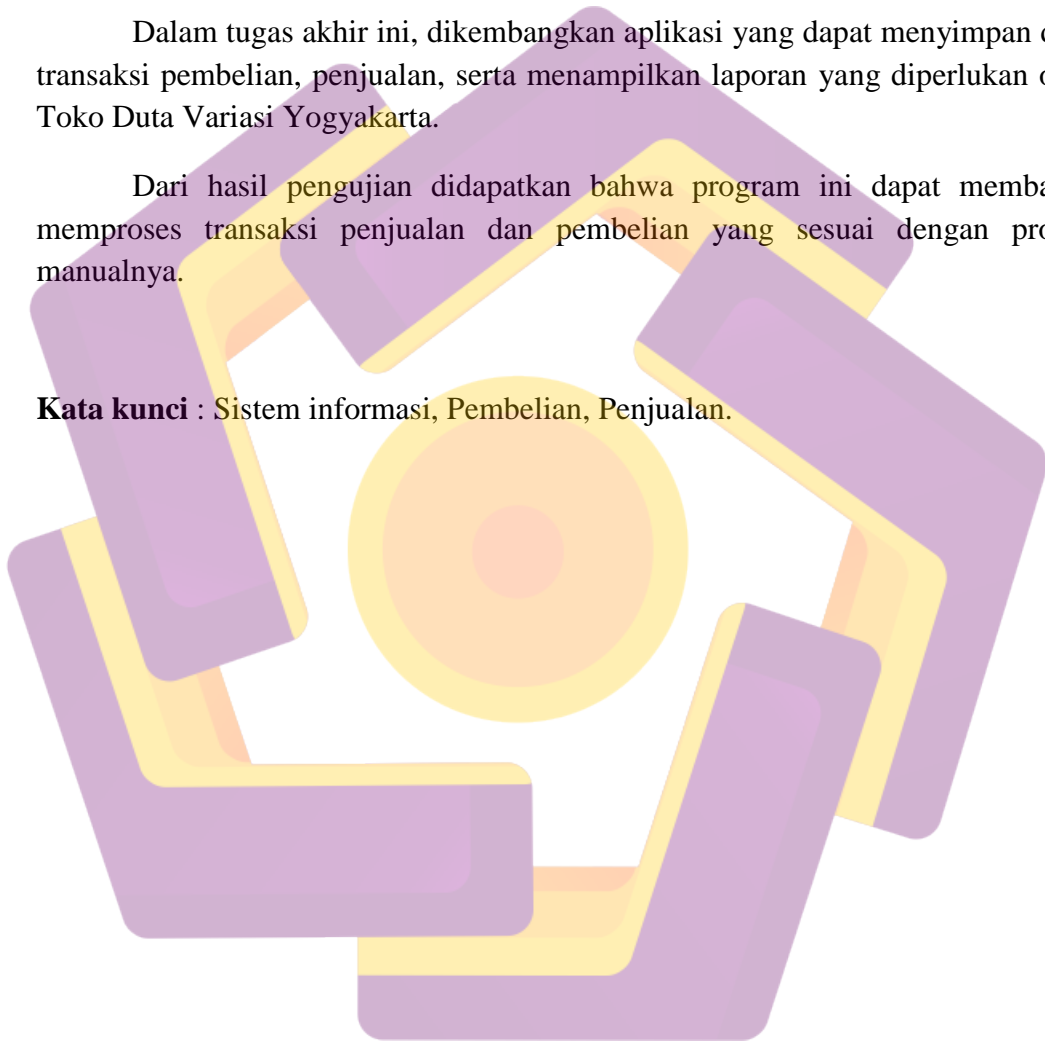 Dalam tugas akhir ini, dikembangkan aplikasi yang dapat menyimpan
transaksi pembelian, penjualan, serta menampilkan laporan yang diperlukan
Toko Duta Variasi Yogyakarta.
Dari hasil pengujian didapatkan bahwa program ini dapat
memproses transaksi penjualan dan pembelian yang sesuai dengan
manualnya.
Kata kunci : Sistem informasi, Pembelian, Penjualan.